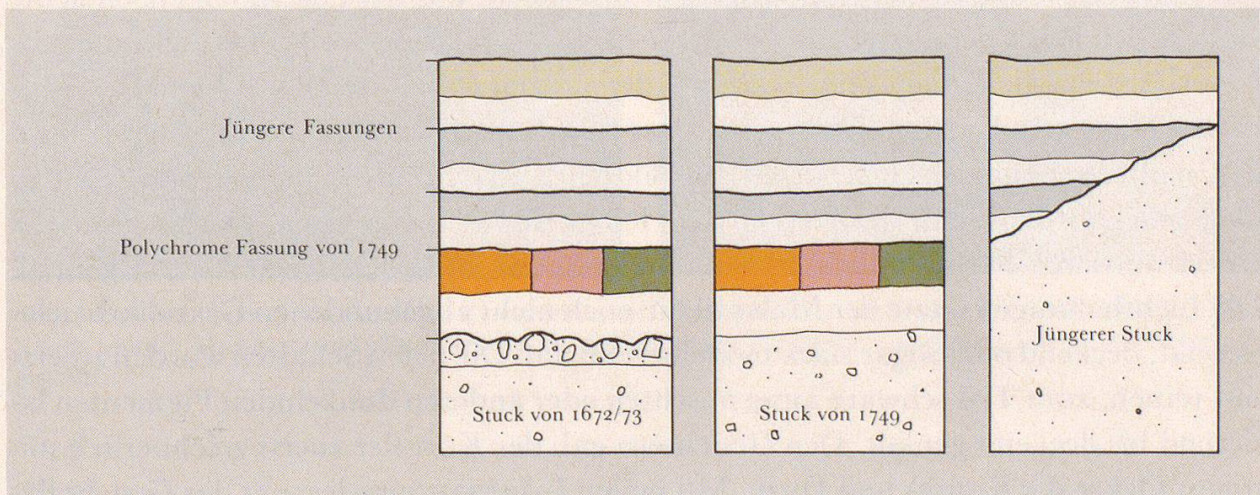 Jüngere Fassungen
Polychrome Fassung von 1749
Stuck von 1672/73
Stuck von 1749
Jüngerer Stuck